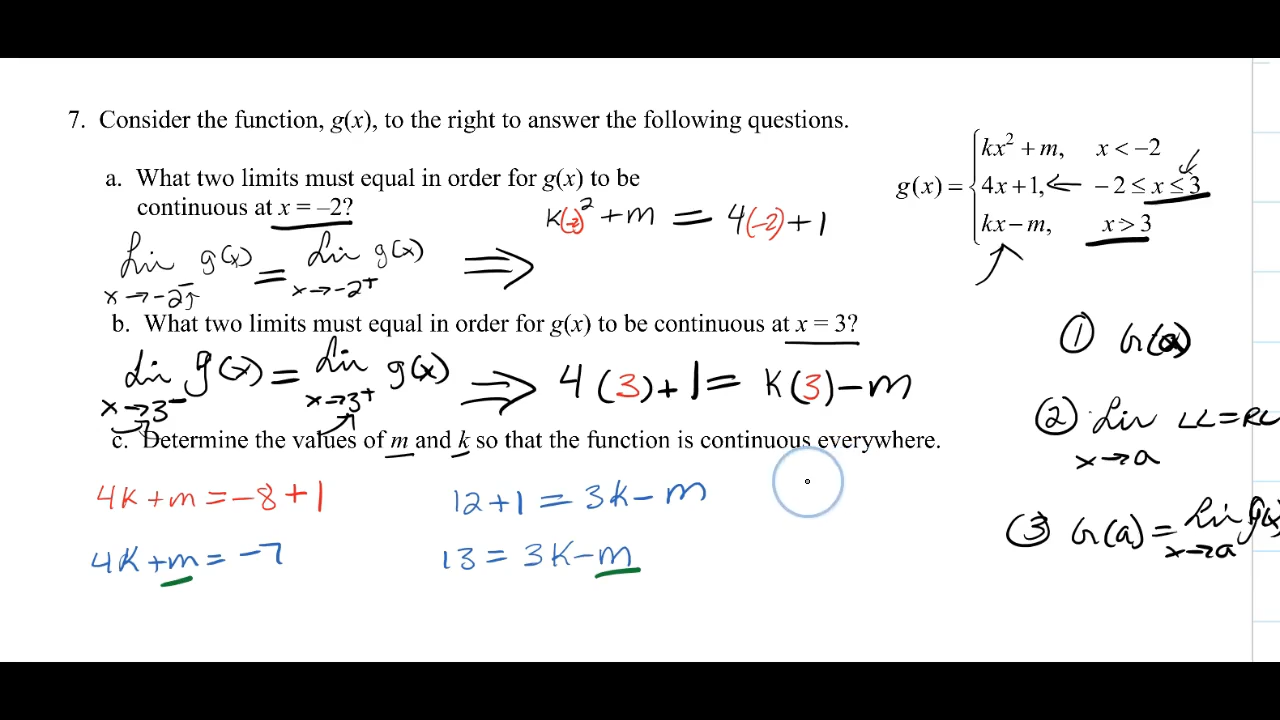 7. Consider the function, g(x), to the right to answer the following questions.
g(x) = { kx² + m, x < −2
4x + 1, ← − 2 ≤ x ≤ 3
kx − m, x > 3
a. What two limits must equal in order for g(x) to be
continuous at x = −2?
k(-2)² + m = 4(-2) + 1
Lim x→-2⁻ g(x) = Lim x→-2⁺ g(x) ⇒
b. What two limits must equal in order for g(x) to be continuous at x = 3?
Lim x→3⁻ g(x) = Lim x→3⁺ g(x) ⇒ 4(3)+1 = k(3)-m
c. Determine the values of m and k so that the function is continuous everywhere.
4k + m = -8 + 1
4k + m = -7
12 + 1 = 3k - m
13 = 3k - m
① G(a)
② Lim x→a LL = RL
③ G(a) = Lim x→a g(x)